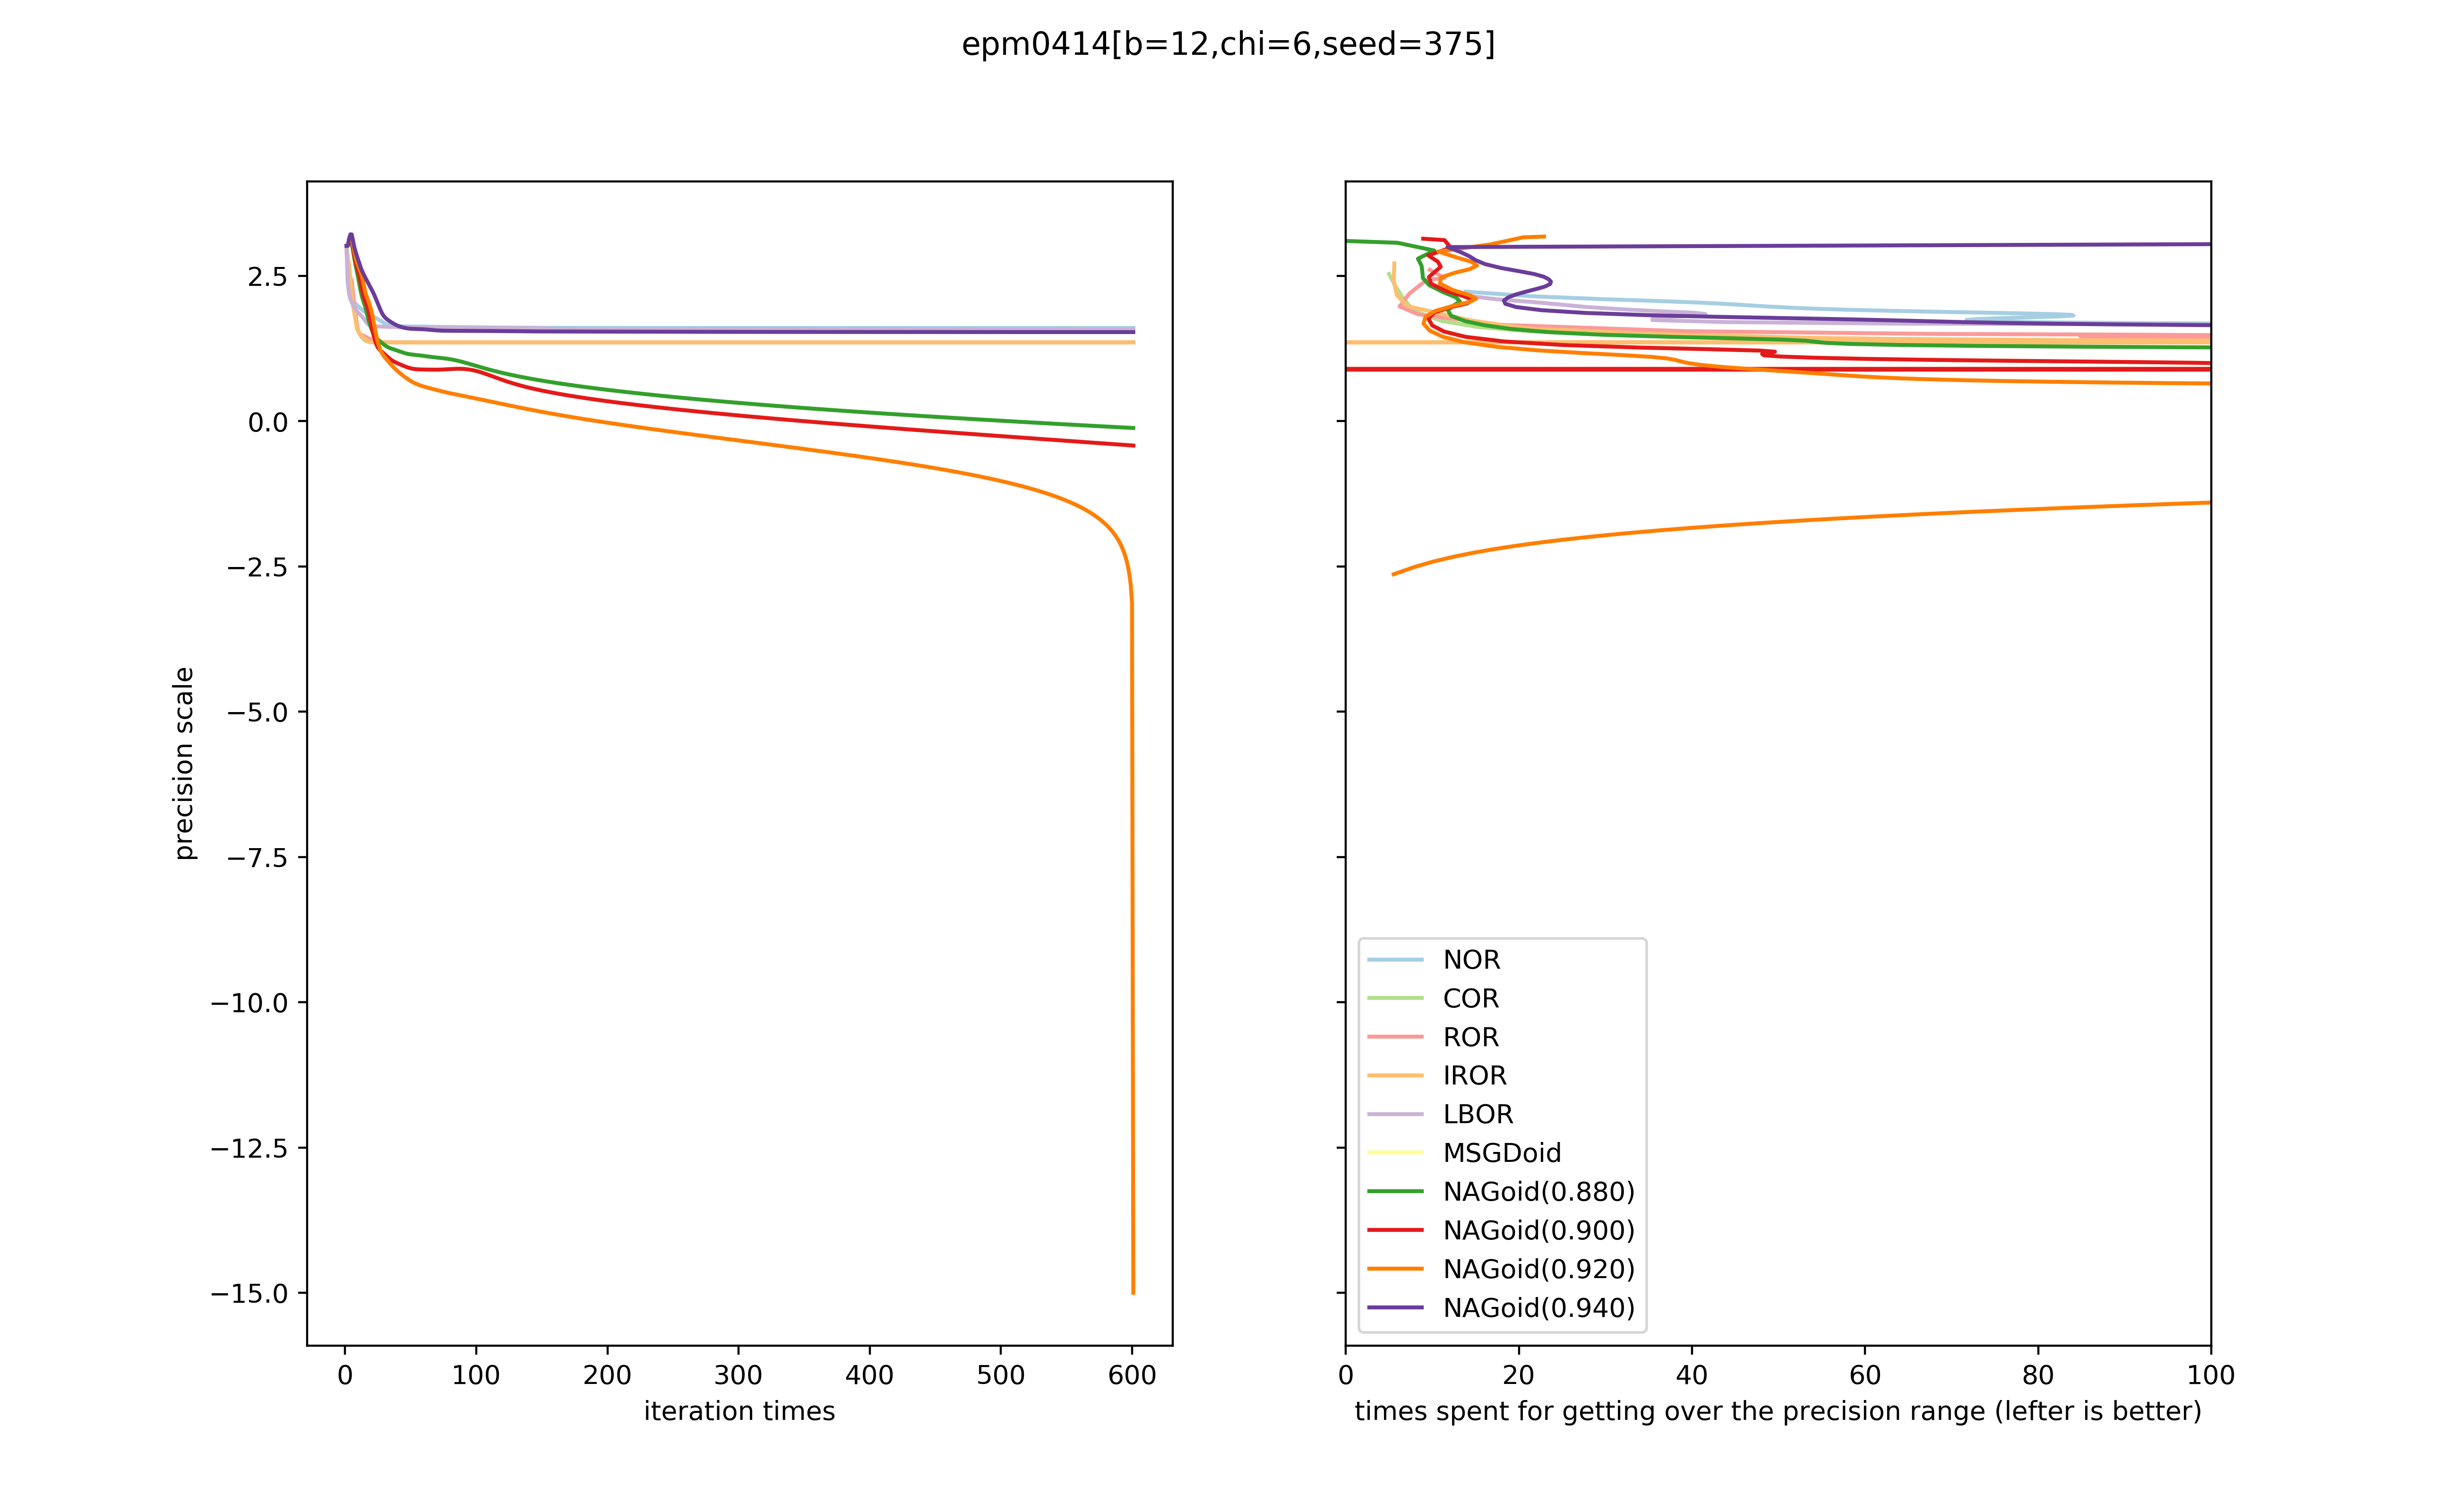 epm0414[b=12,chi=6,seed=375]
precision scale
2.5
0.0
−2.5
−5.0
−7.5
−10.0
−12.5
−15.0
0 100 200 300 400 500 600
iteration times
NOR
COR
ROR
IROR
LBOR
MSGDoid
NAGoid(0.880)
NAGoid(0.900)
NAGoid(0.920)
NAGoid(0.940)
0 20 40 60 80 100
times spent for getting over the precision range (lefter is better)